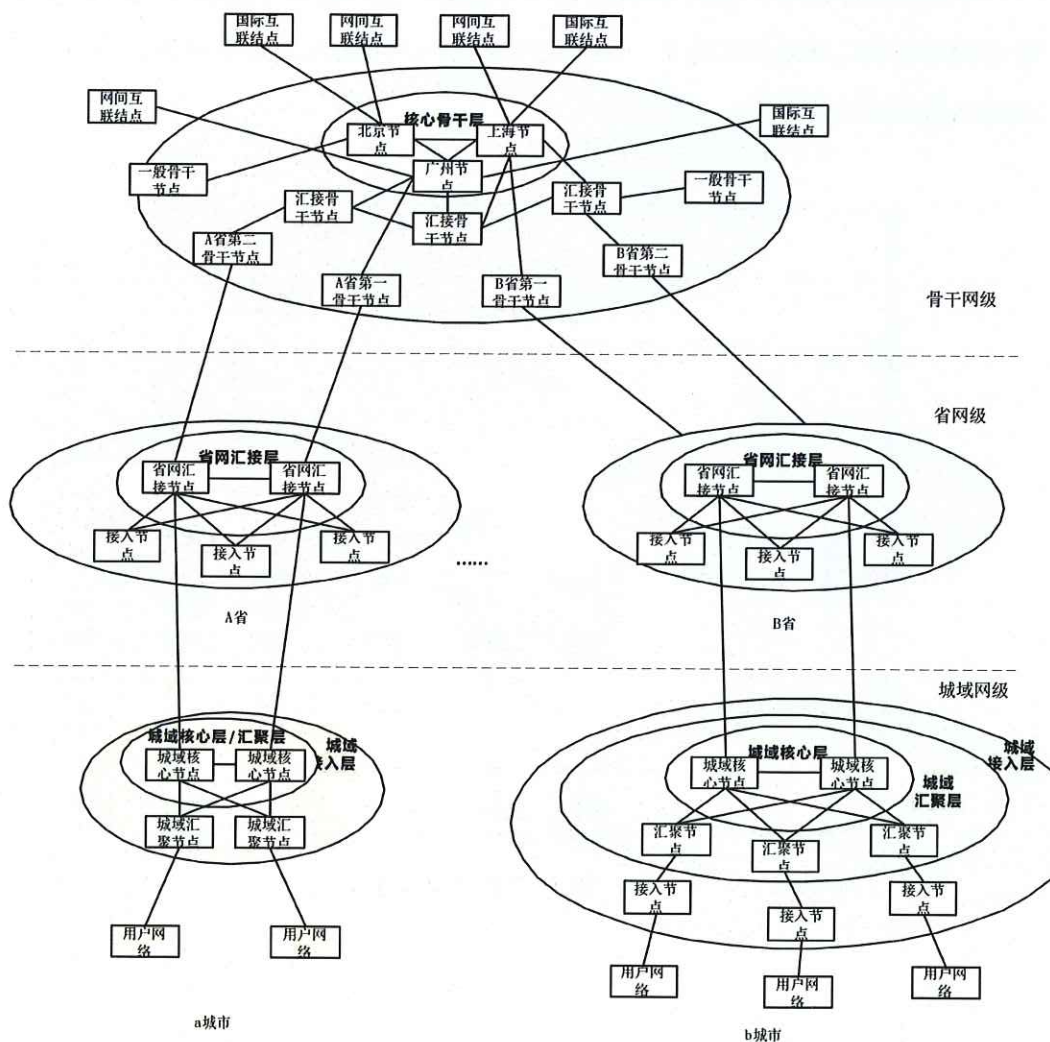 国际互
联结点
网间互
联结点
网间互
联结点
国际互
联结点
网间互
联结点
国际互
联结点
核心骨干层
北京节
点
上海节
点
广州节
点
一般骨干
节点
汇接骨
干节点
汇接骨
干节点
汇接骨
干节点
一般骨干
节点
A省第二
骨干节点
A省第一
骨干节点
B省第一
骨干节点
B省第二
骨干节点
骨干网级
省网级
省网汇接层
省网汇
接节点
省网汇
接节点
接入节
点
接入节
点
接入节
点
A省
……
省网汇接层
省网汇
接节点
省网汇
接节点
接入节
点
接入节
点
接入节
点
B省
城域网级
城域核心层/汇聚层
城域
接入层
城域核
心节点
城域核
心节点
城域汇
聚节点
城域汇
聚节点
用户网
络
用户网
络
a城市
城域核心层
城域
接入层
城域
汇聚层
城域核
心节点
城域核
心节点
汇聚节
点
汇聚节
点
汇聚节
点
接入节
点
接入节
点
接入节
点
用户网
络
用户网
络
用户网
络
b城市